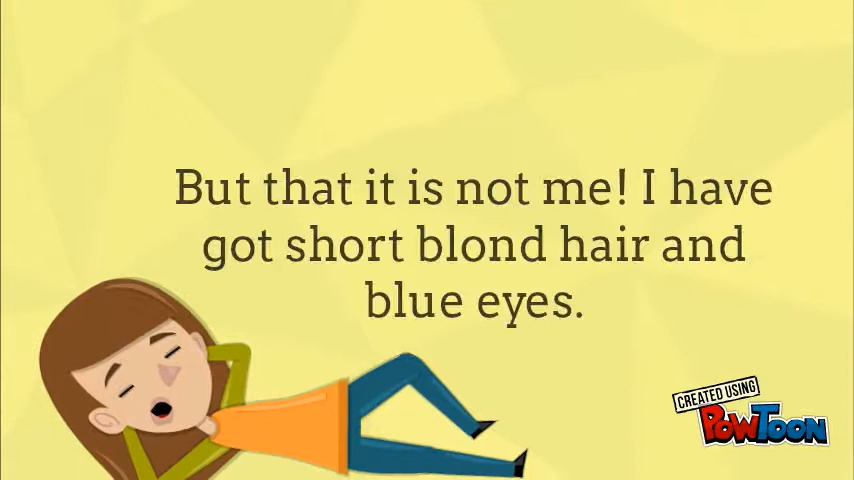 But that it is not me! I have
got short blond hair and
blue eyes.
CREATED USING
POWTOON